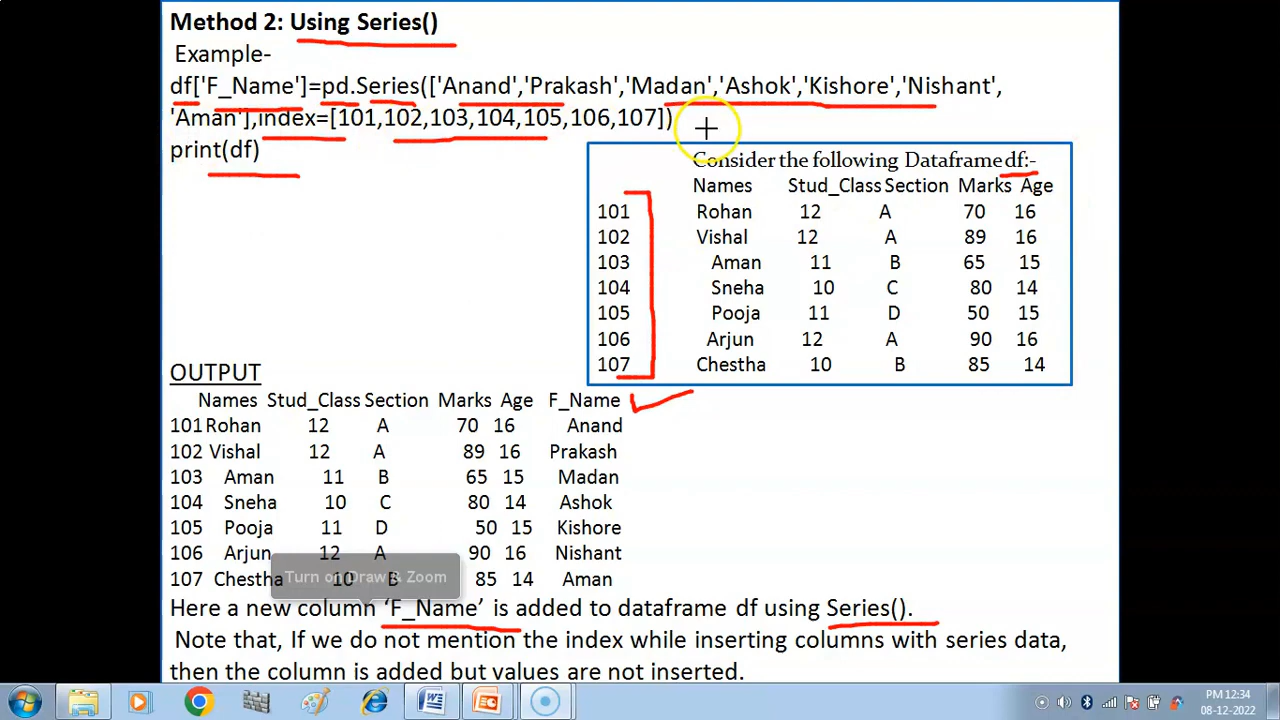 Method 2: Using Series()
Example-
df['F_Name']=pd.Series(['Anand','Prakash','Madan','Ashok','Kishore','Nishant',
'Aman'],index=[101,102,103,104,105,106,107])
print(df)
Consider the following Dataframe df:-
Names Stud_Class Section Marks Age
101 Rohan 12 A 70 16
102 Vishal 12 A 89 16
103 Aman 11 B 65 15
104 Sneha 10 C 80 14
105 Pooja 11 D 50 15
106 Arjun 12 A 90 16
107 Chestha 10 B 85 14
OUTPUT
Names Stud_Class Section Marks Age F_Name
101 Rohan 12 A 70 16 Anand
102 Vishal 12 A 89 16 Prakash
103 Aman 11 B 65 15 Madan
104 Sneha 10 C 80 14 Ashok
105 Pooja 11 D 50 15 Kishore
106 Arjun 12 A 90 16 Nishant
107 Chestha 10 B 85 14 Aman
Turn on Draw & Zoom
Here a new column ‘F_Name’ is added to dataframe df using Series().
Note that, If we do not mention the index while inserting columns with series data,
then the column is added but values are not inserted.
PM 12:34
08-12-2022